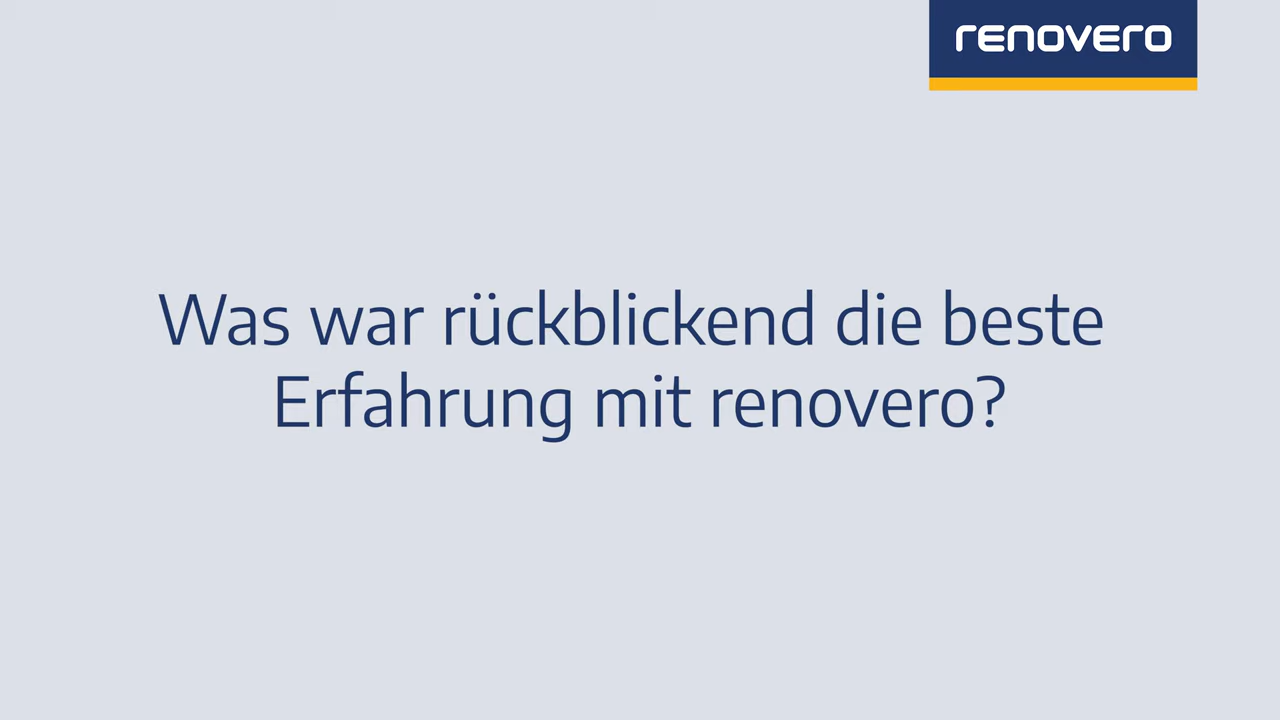 renovero
Was war rückblickend die beste
Erfahrung mit renovero?